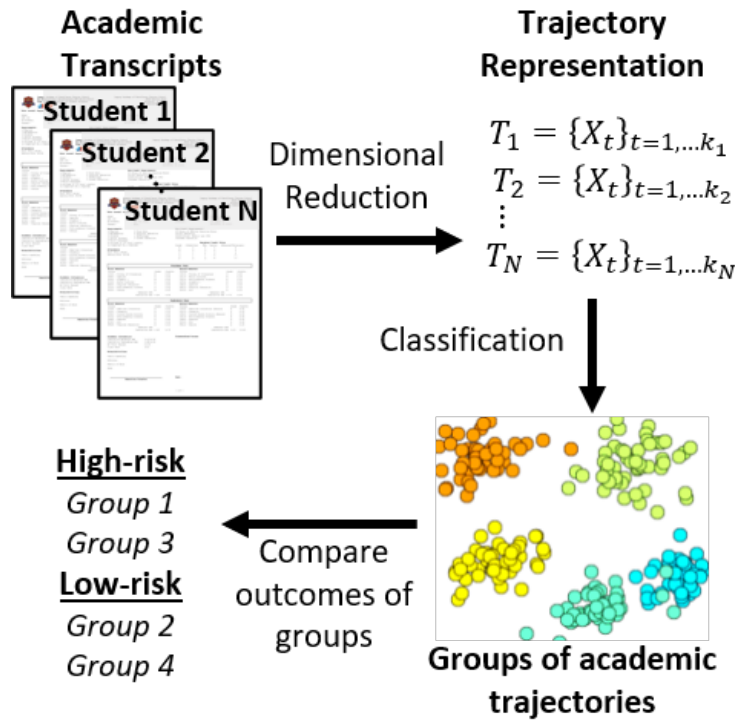 Academic
Transcripts
Student 1
Student 2
Student N
Dimensional
Reduction
Trajectory
Representation
T₁ = {Xₜ}ₜ₌₁,...ₖ₁
T₂ = {Xₜ}ₜ₌₁,...ₖ₂
⋮
T_N = {Xₜ}ₜ₌₁,...k_N
Classification
Groups of academic
trajectories
Compare
outcomes of
groups
High-risk
Group 1
Group 3
Low-risk
Group 2
Group 4